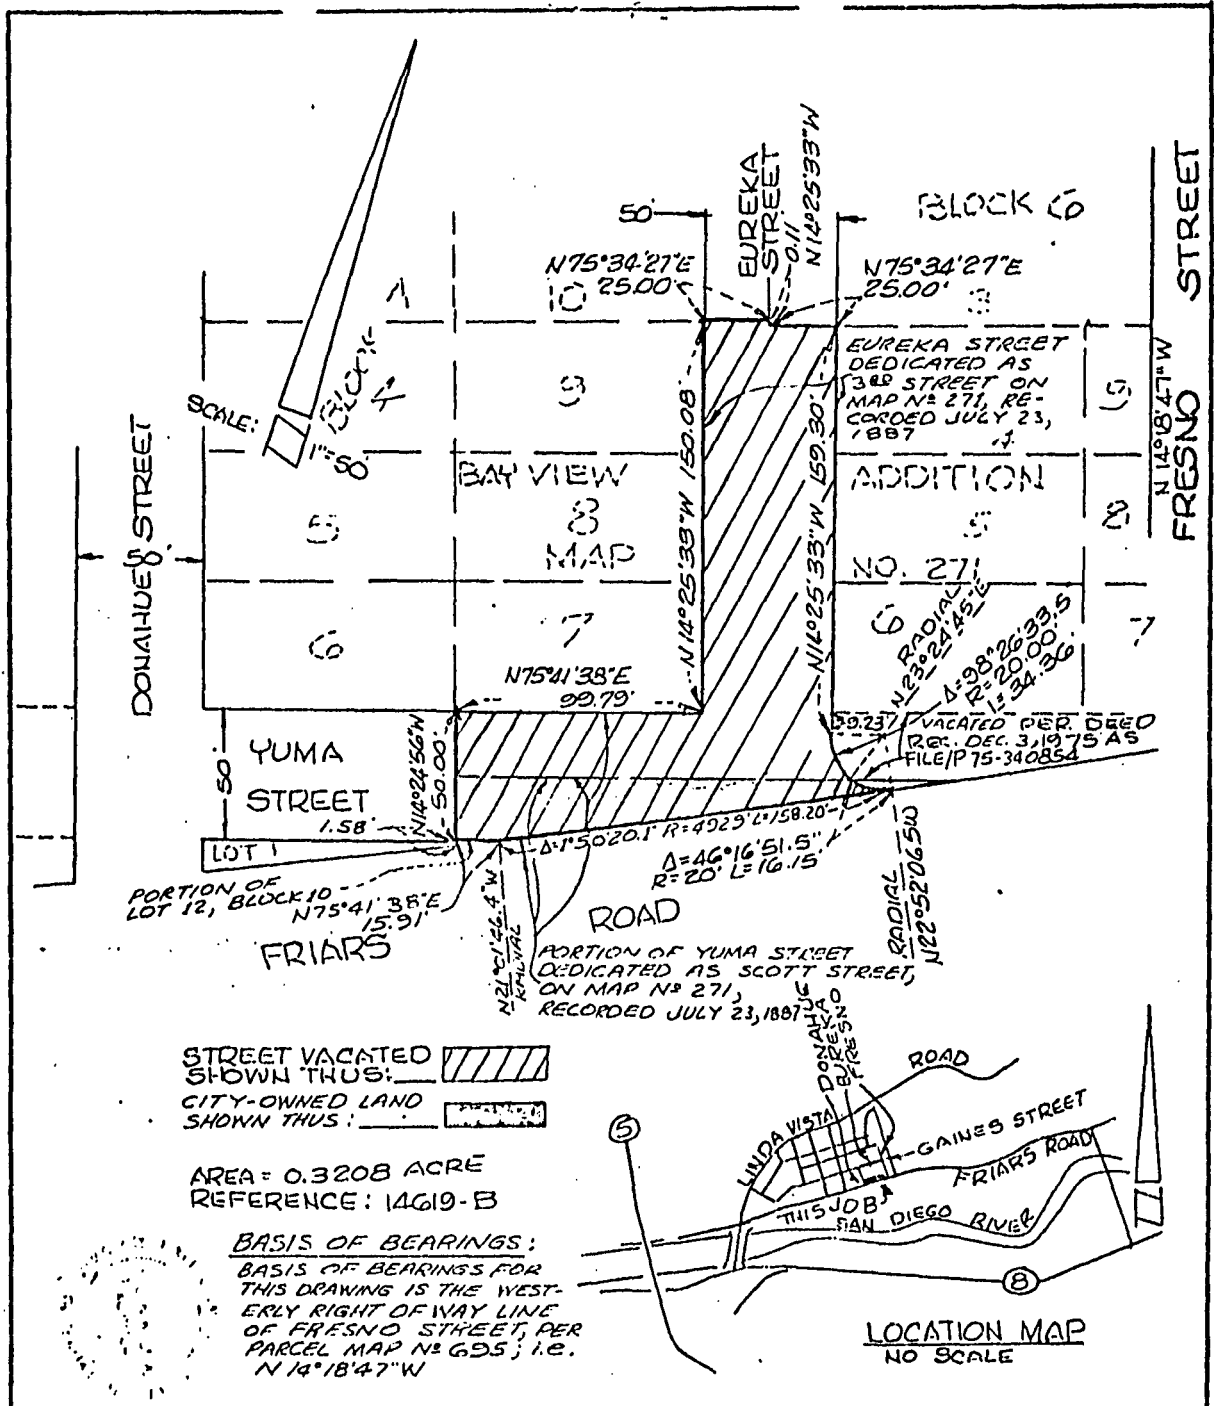 EUREKA
STREET
0.11
N14°25'33"W
BLOCK 6
FRESNO STREET
N 14°18'47" W
50'
N75°34'27"E
25.00'
N75°34'27"E
25.00'
10
3
SCALE:
1"=50'
BLOCK
9
9
EUREKA STREET
DEDICATED AS
3RD STREET ON
MAP Nº 271, RE-
CORDED JULY 23,
1887
DONAHUE STREET
50'
BAY VIEW
ADDITION
5
8
5
8
MAP
NO. 271
N14°25'33"W 150.08'
N14°25'33"W 159.30'
6
7
6
7
RADIAL
N23°24'45"E
Δ=98°26'33.5
R=20.00'
L=34.36'
N75°41'38"E
99.79'
9.23'
VACATED PER DEED
REC. DEC. 3, 1975 AS
FILE/P 75-340854
50'
YUMA
STREET
N14°24'56"W
50.00'
1.58'
LOT 1
Δ=1°50'20.1" R=4929' L=158.20'
Δ=46°16'51.5"
R=20' L=16.15'
PORTION OF
LOT 12, BLOCK 10
N75°41'38"E
15.91'
FRIARS
ROAD
N21°01'46.4"W
RADIAL
N22°52'06.5W
PORTION OF YUMA STREET
DEDICATED AS SCOTT STREET,
ON MAP Nº 271,
RECORDED JULY 23, 1887
STREET VACATED
SHOWN THUS:
CITY-OWNED LAND
SHOWN THUS:
AREA = 0.3208 ACRE
REFERENCE: 14619-B
BASIS OF BEARINGS:
BASIS OF BEARINGS FOR
THIS DRAWING IS THE WEST-
ERLY RIGHT OF WAY LINE
OF FRESNO STREET, PER
PARCEL MAP Nº 695; i.e.
N 14°18'47"W
DONAHUE
EUREKA
FRESNO
ROAD
LINDA VISTA
GAINES STREET
FRIARS ROAD
THIS JOB
SAN DIEGO RIVER
5
8
LOCATION MAP
NO SCALE